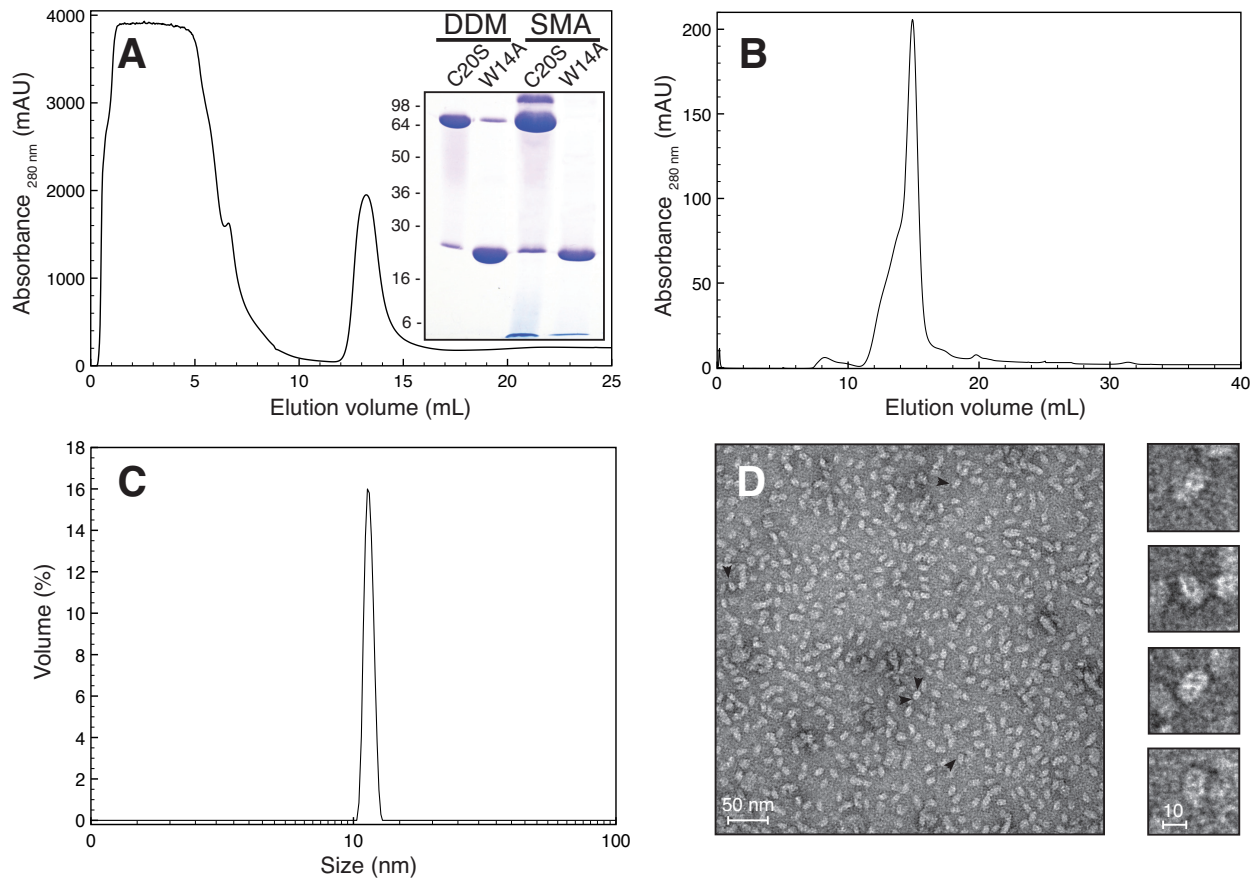 A
DDM SMA
C20S W14A C20S W14A
98 -
64 -
50 -
36 -
30 -
16 -
6 -
4000
3000
2000
1000
0
0 5 10 15 20 25
Absorbance 280 nm (mAU)
Elution volume (mL)
B
200
150
100
50
0
0 10 20 30 40
Absorbance 280 nm (mAU)
Elution volume (mL)
C
18
16
14
12
10
8
6
4
2
0
0 10 100
Volume (%)
Size (nm)
D
50 nm
10